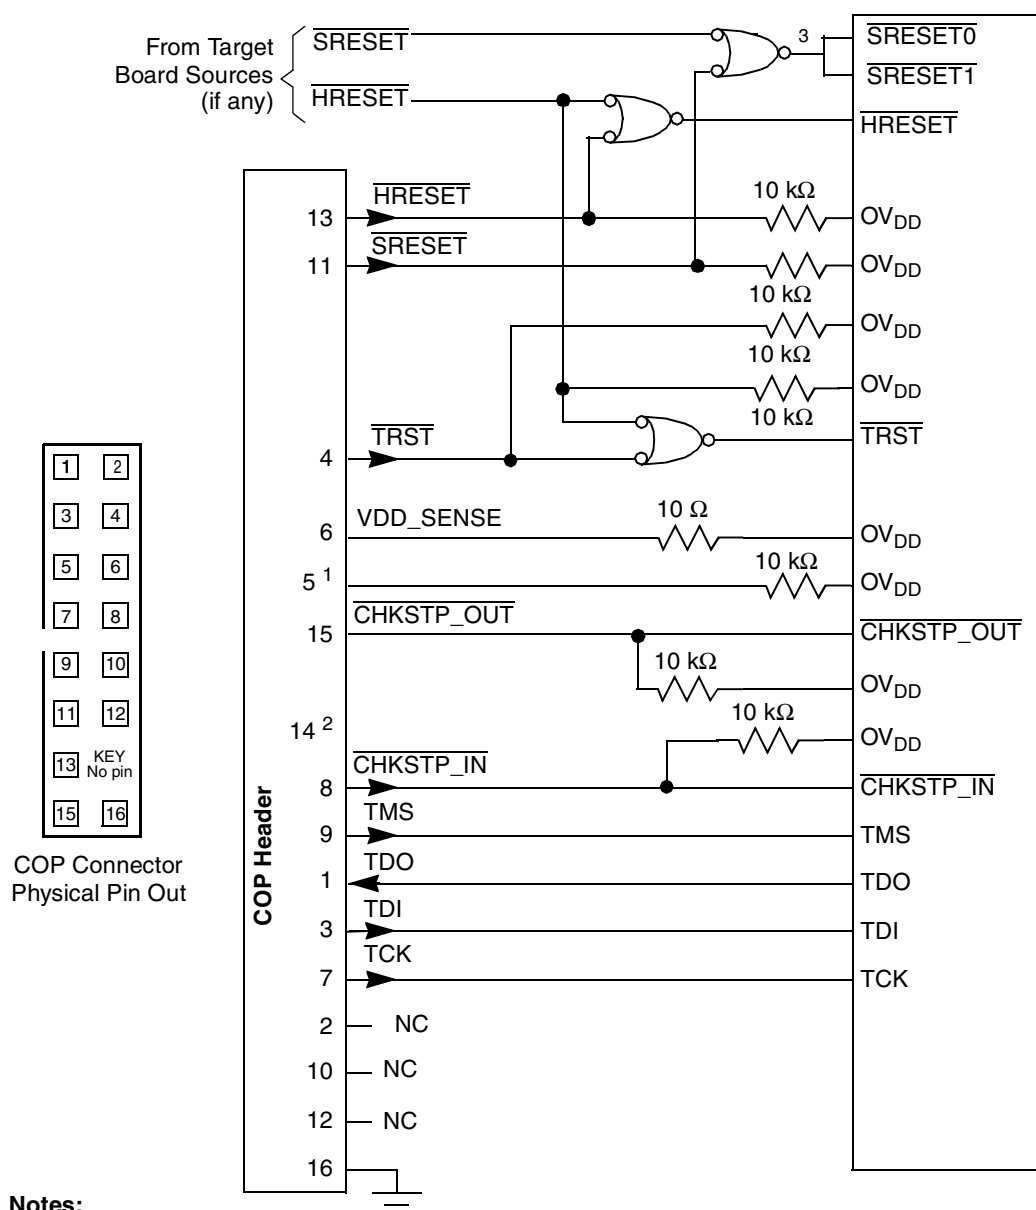 From Target
Board Sources
(if any)
SRESET
HRESET
3
SRESET0
SRESET1
HRESET
13
HRESET
10 kΩ
OVDD
11
SRESET
10 kΩ
OVDD
10 kΩ
OVDD
10 kΩ
OVDD
4
TRST
TRST
6
VDD_SENSE
10 Ω
OVDD
5 1
10 kΩ
OVDD
15
CHKSTP_OUT
CHKSTP_OUT
10 kΩ
OVDD
14 2
10 kΩ
OVDD
8
CHKSTP_IN
CHKSTP_IN
9
TMS
TMS
1
TDO
TDO
3
TDI
TDI
7
TCK
TCK
2
NC
10
NC
12
NC
16
COP Header
1 2
3 4
5 6
7 8
9 10
11 12
13 KEY
No pin
15 16
COP Connector
Physical Pin Out
Notes: